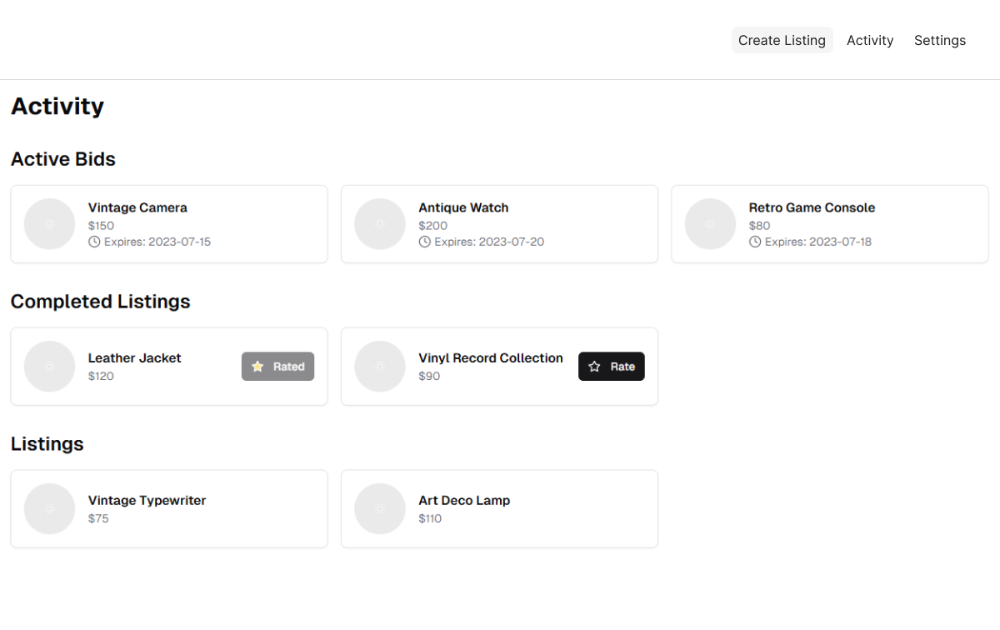 Create Listing Activity Settings
Activity
Active Bids
Vintage Camera
$150
Expires: 2023-07-15
Antique Watch
$200
Expires: 2023-07-20
Retro Game Console
$80
Expires: 2023-07-18
Completed Listings
Leather Jacket
$120
Rated
Vinyl Record Collection
$90
Rate
Listings
Vintage Typewriter
$75
Art Deco Lamp
$110